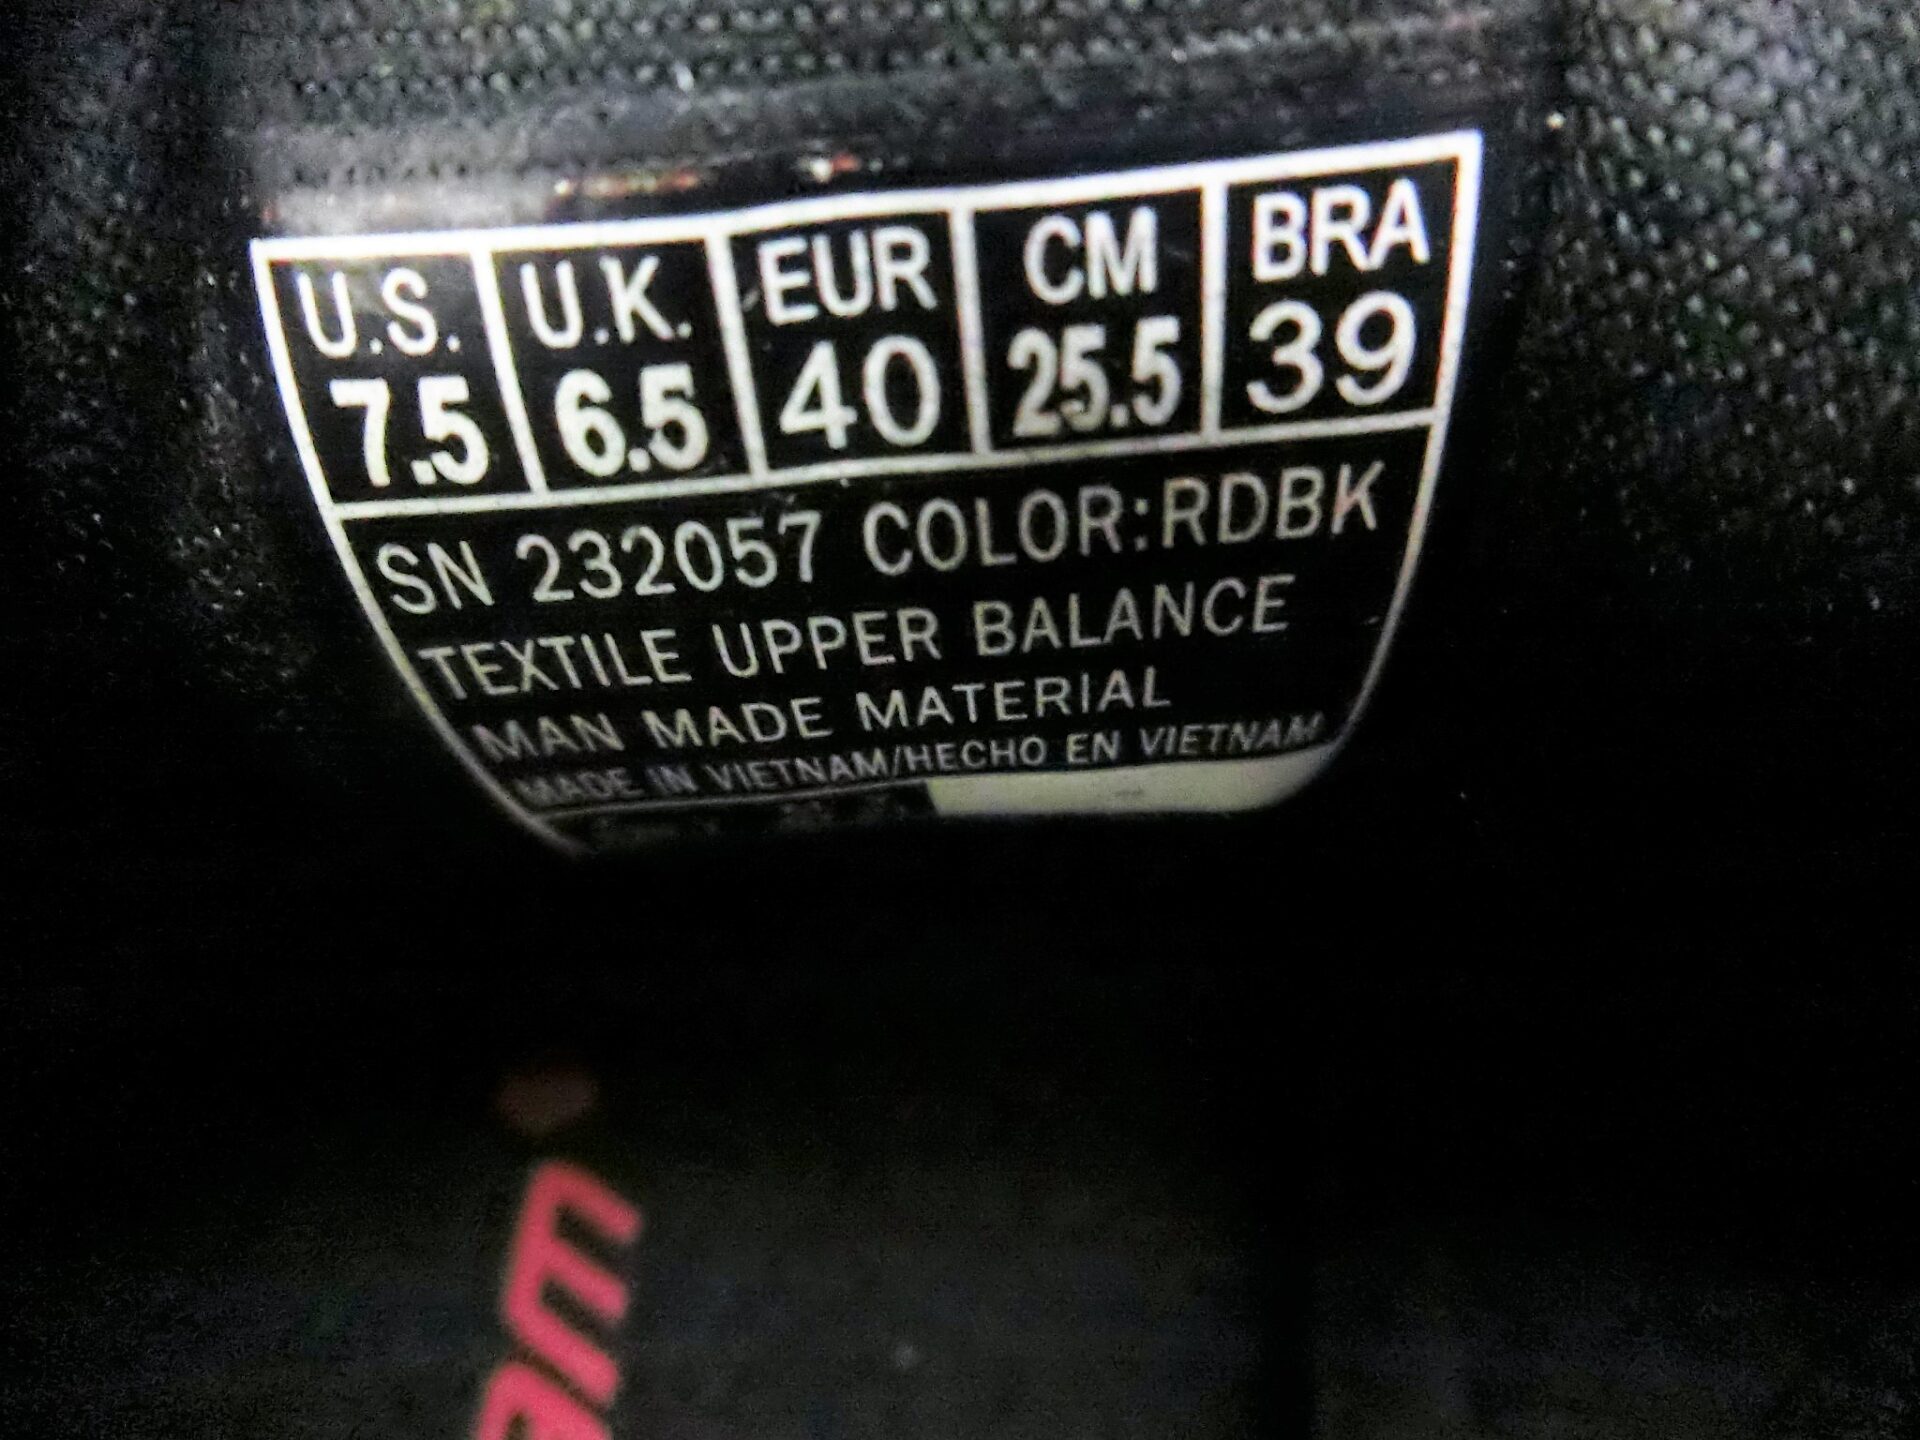 U.S. U.K. EUR CM BRA
7.5 6.5 40 25.5 39
SN 232057 COLOR:RDBK
TEXTILE UPPER BALANCE
MAN MADE MATERIAL
MADE IN VIETNAM/HECHO EN VIETNAM